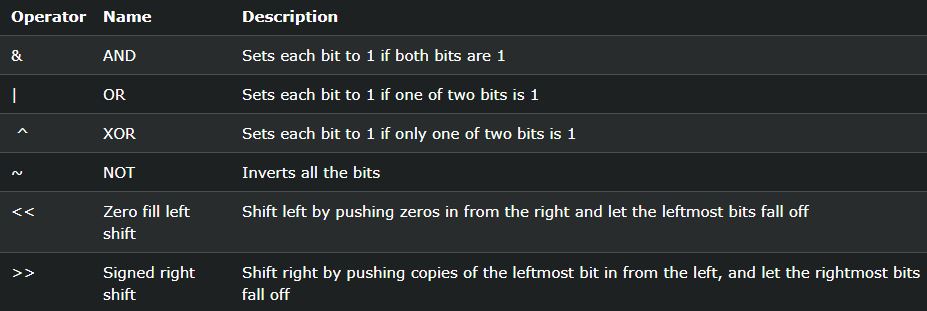 Operator Name Description
& AND Sets each bit to 1 if both bits are 1
| OR Sets each bit to 1 if one of two bits is 1
^ XOR Sets each bit to 1 if only one of two bits is 1
~ NOT Inverts all the bits
<< Zero fill left Shift left by pushing zeros in from the right and let the leftmost bits fall off
shift
>> Signed right Shift right by pushing copies of the leftmost bit in from the left, and let the rightmost bits
shift fall off